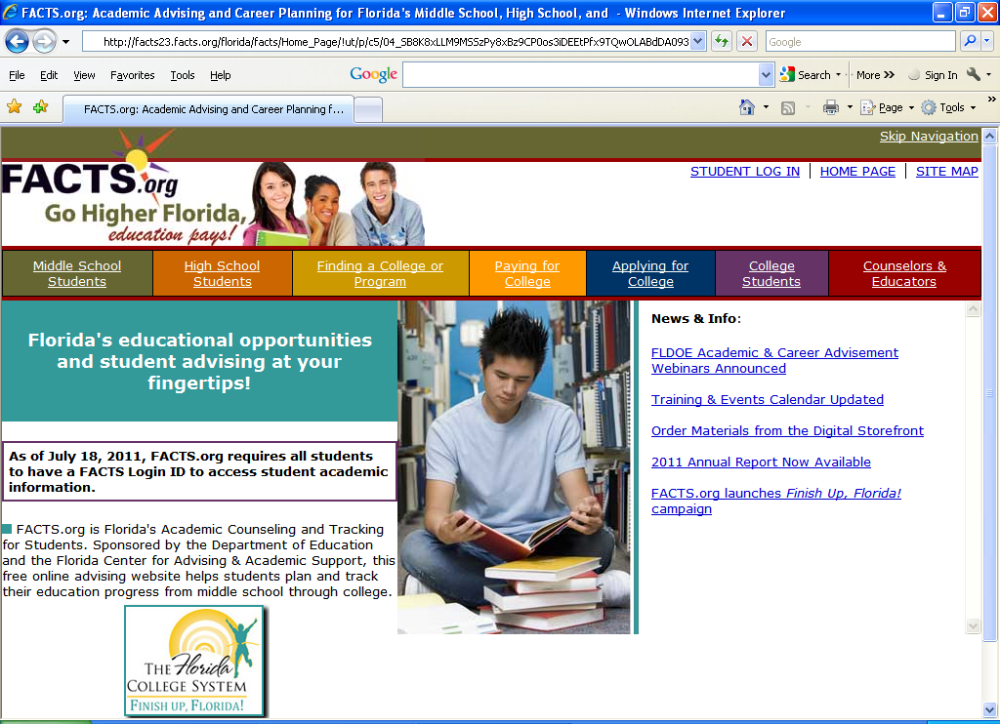 FACTS.org: Academic Advising and Career Planning for Florida's Middle School, High School, and - Windows Internet Explorer
http://facts23.facts.org/florida/facts/Home_Page/!ut/p/c5/04_SB8K8xLLM9MSSzPy8xBz9CP0os3iDEEtPfx9TQwOLABdDA093
Google
File Edit View Favorites Tools Help
Google Search More >> Sign In
FACTS.org: Academic Advising and Career Planning f...
Page Tools
Skip Navigation
FACTS.org
Go Higher Florida,
education pays!
STUDENT LOG IN | HOME PAGE | SITE MAP
Middle School
Students
High School
Students
Finding a College or
Program
Paying for
College
Applying for
College
College
Students
Counselors &
Educators
Florida's educational opportunities
and student advising at your
fingertips!
As of July 18, 2011, FACTS.org requires all students
to have a FACTS Login ID to access student academic
information.
FACTS.org is Florida's Academic Counseling and Tracking
for Students. Sponsored by the Department of Education
and the Florida Center for Advising & Academic Support, this
free online advising website helps students plan and track
their education progress from middle school through college.
THE Florida
COLLEGE SYSTEM
FINISH UP, FLORIDA!
News & Info:
FLDOE Academic & Career Advisement
Webinars Announced
Training & Events Calendar Updated
Order Materials from the Digital Storefront
2011 Annual Report Now Available
FACTS.org launches Finish Up, Florida!
campaign